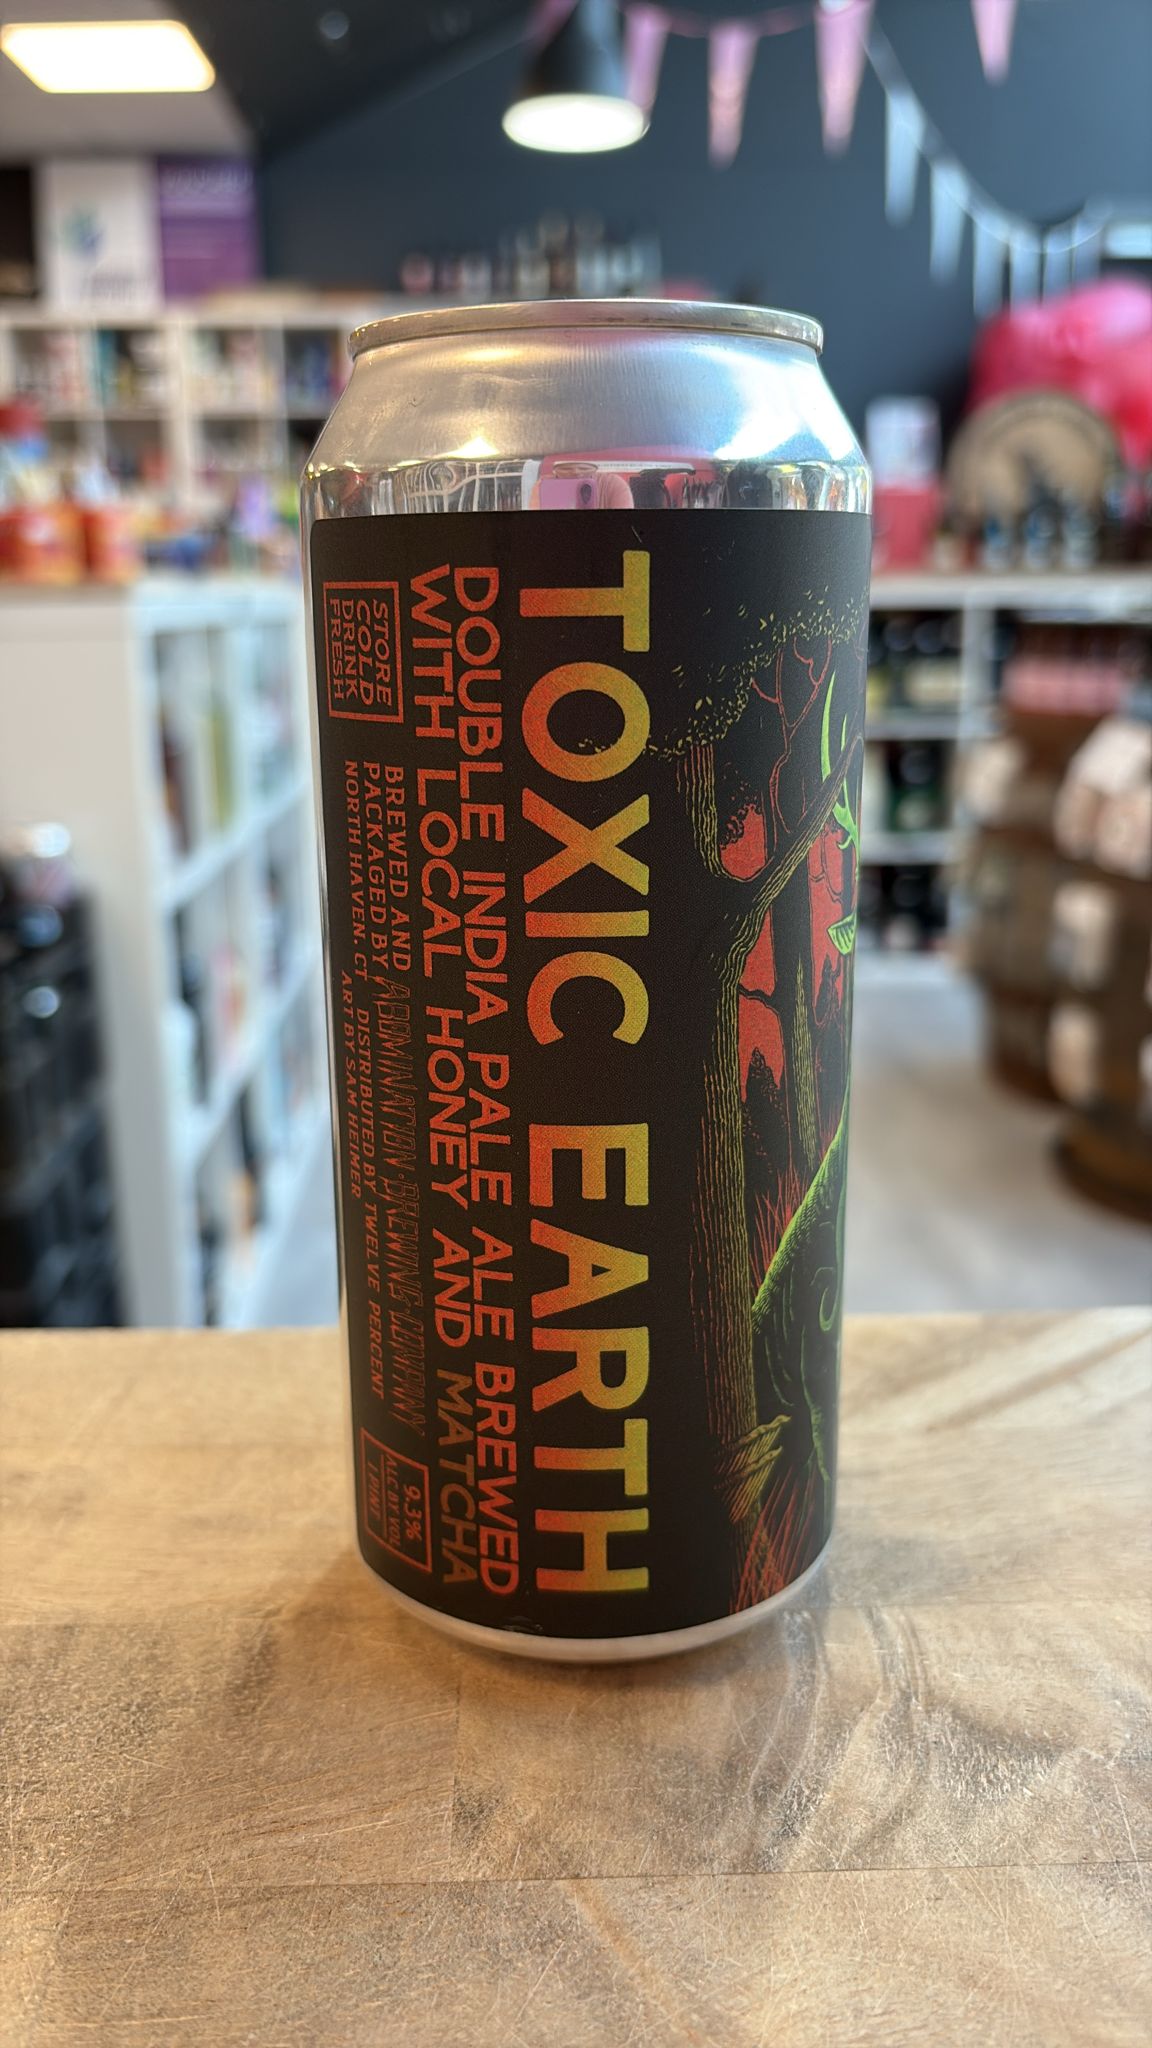 TOXIC EARTH
DOUBLE INDIA PALE ALE BREWED
WITH LOCAL HONEY AND MATCHA
STORE
COLD
DRINK
FRESH
BREWED AND
PACKAGED BY ABOMINATION BREWING COMPANY
NORTH HAVEN, CT DISTRIBUTED BY TWELVE PERCENT
ART BY SAM HEIMER
9.3%
ALC BY VOL
1 PINT